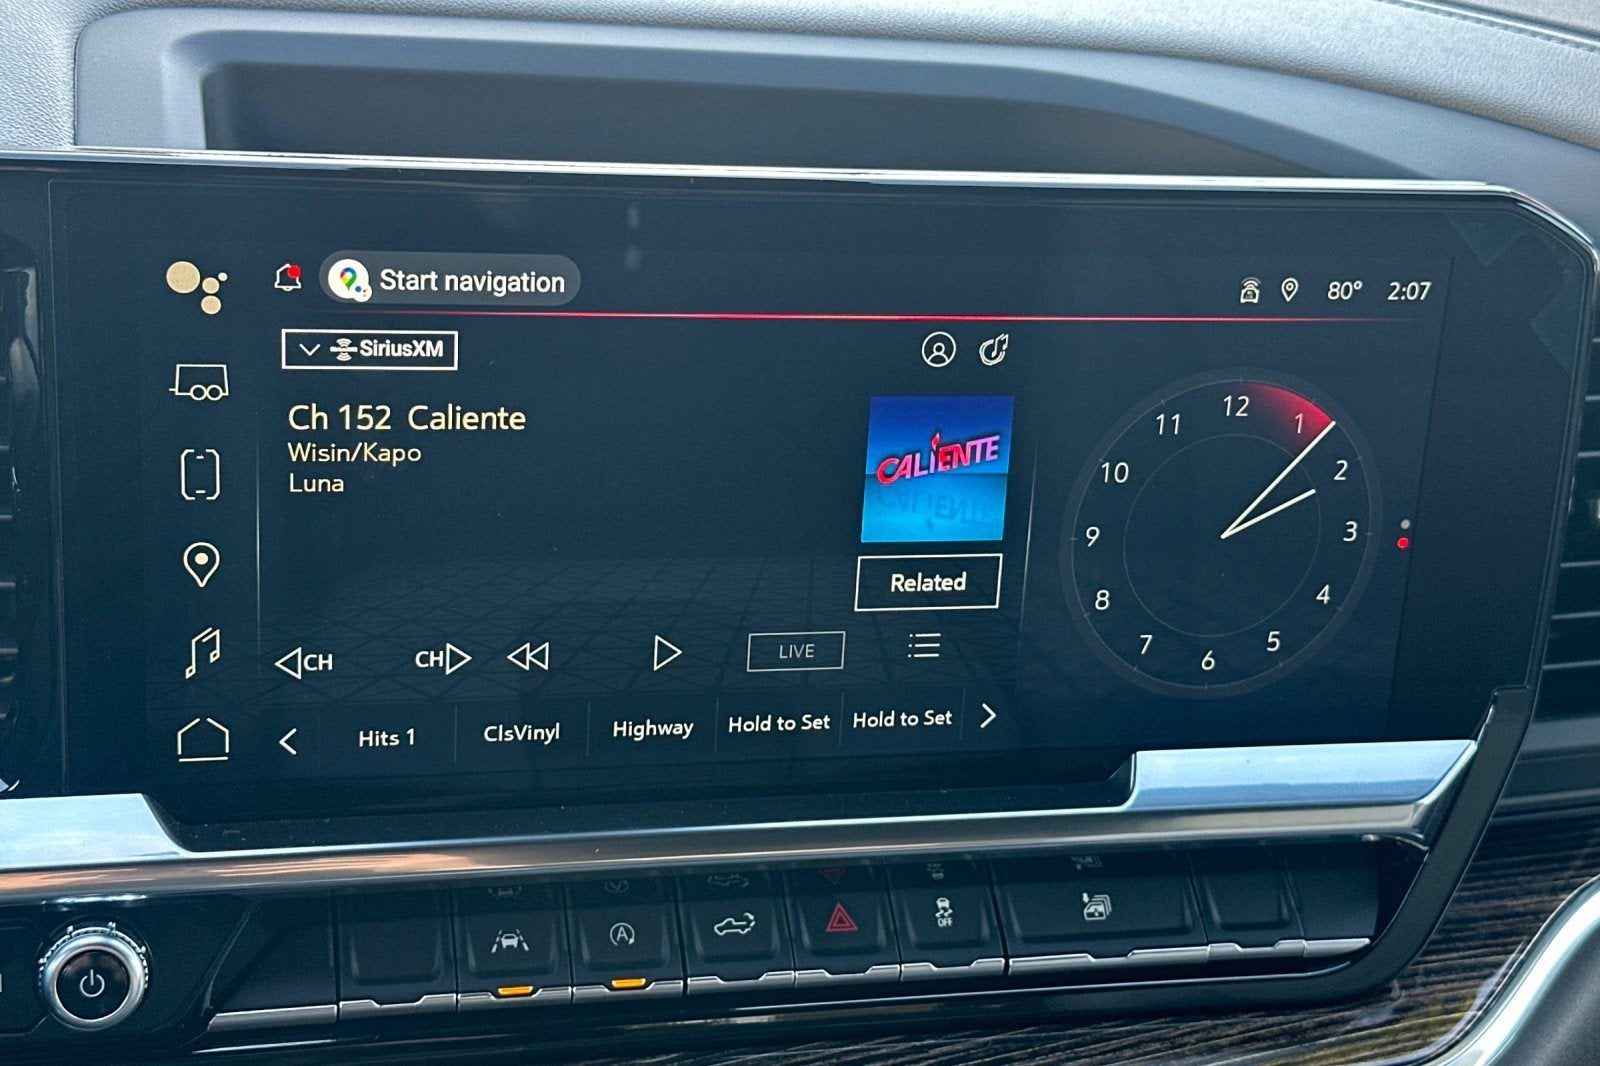 Start navigation
80° 2:07
SiriusXM
Ch 152 Caliente
Wisin/Kapo
Luna
CALIENTE
Related
CH
CH
LIVE
Hits 1
ClsVinyl
Highway
Hold to Set
Hold to Set
12
1
2
3
4
5
6
7
8
9
10
11
A
OFF